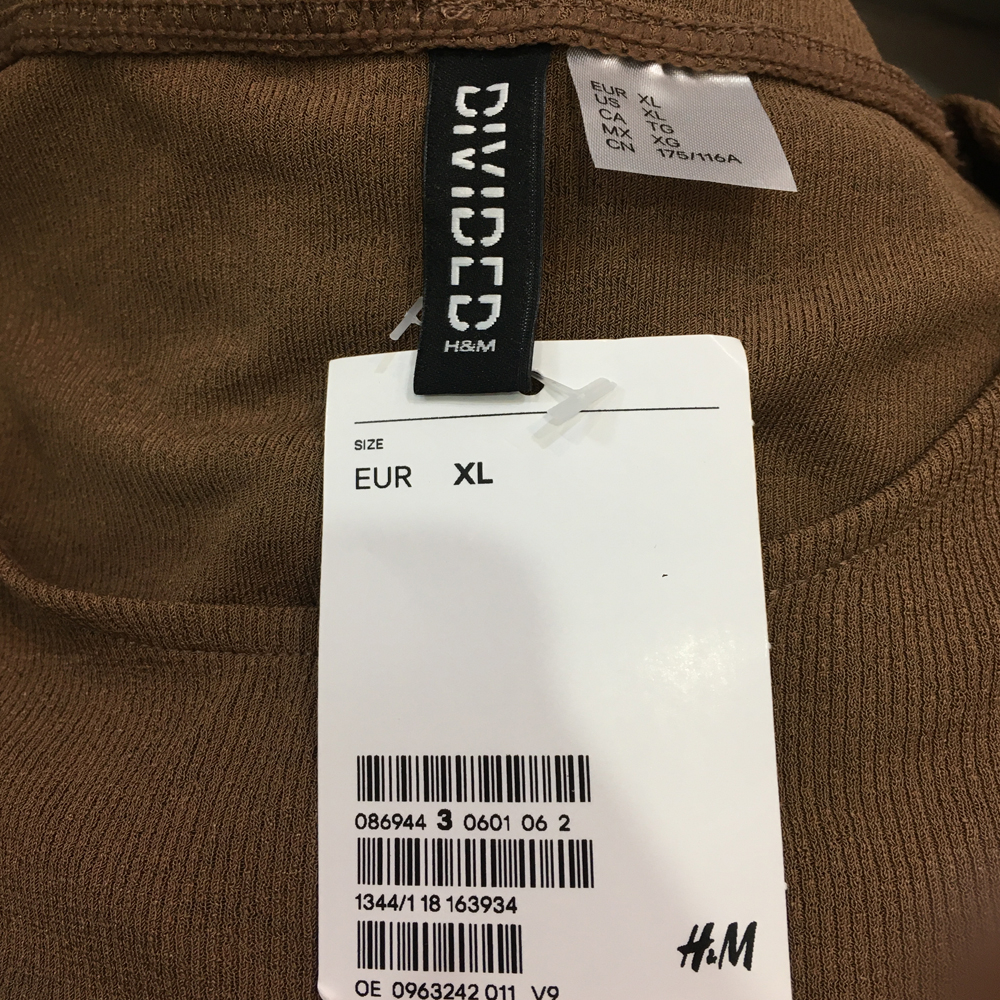 DIVIDED
H&M
EUR XL
US XL
CA TG
MX XG
CN 175/116A
SIZE
EUR XL
086944 3 0601 06 2
1344/1 18 163934
H&M
OE 0963242 011 V9